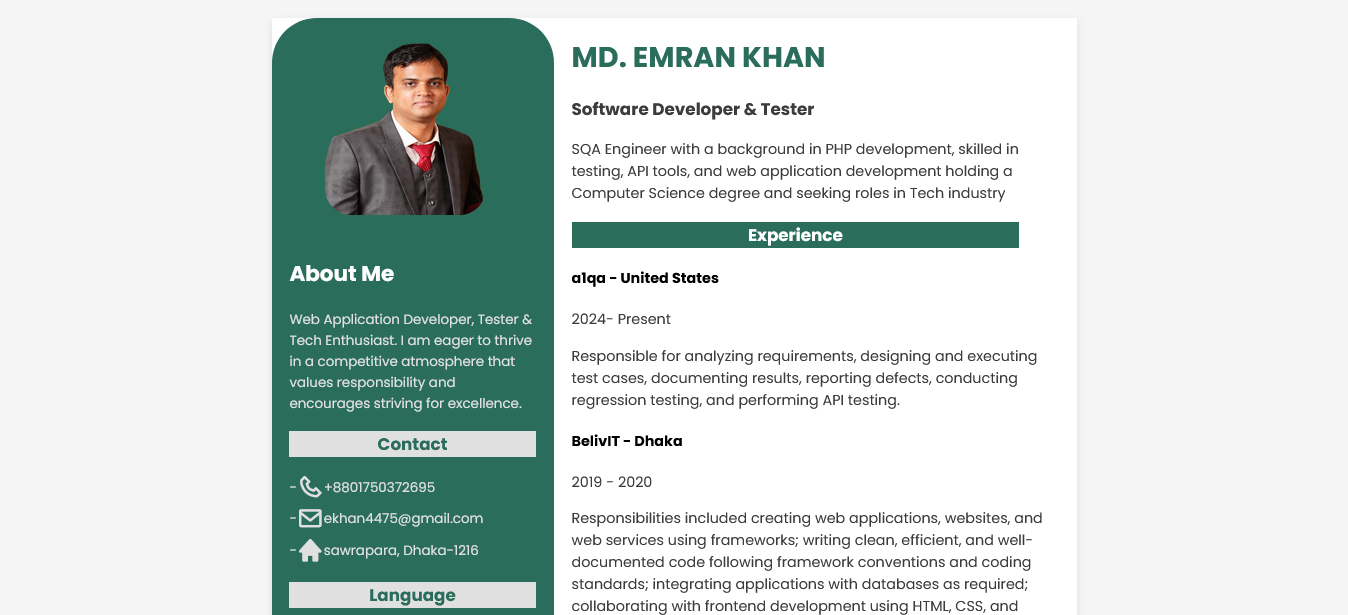 About Me
Web Application Developer, Tester &
Tech Enthusiast. I am eager to thrive
in a competitive atmosphere that
values responsibility and
encourages striving for excellence.
Contact
- +8801750372695
- ekhan4475@gmail.com
- sawrapara, Dhaka-1216
Language
MD. EMRAN KHAN
Software Developer & Tester
SQA Engineer with a background in PHP development, skilled in
testing, API tools, and web application development holding a
Computer Science degree and seeking roles in Tech industry
Experience
a1qa - United States
2024- Present
Responsible for analyzing requirements, designing and executing
test cases, documenting results, reporting defects, conducting
regression testing, and performing API testing.
BelivIT - Dhaka
2019 - 2020
Responsibilities included creating web applications, websites, and
web services using frameworks; writing clean, efficient, and well-
documented code following framework conventions and coding
standards; integrating applications with databases as required;
collaborating with frontend development using HTML, CSS, and